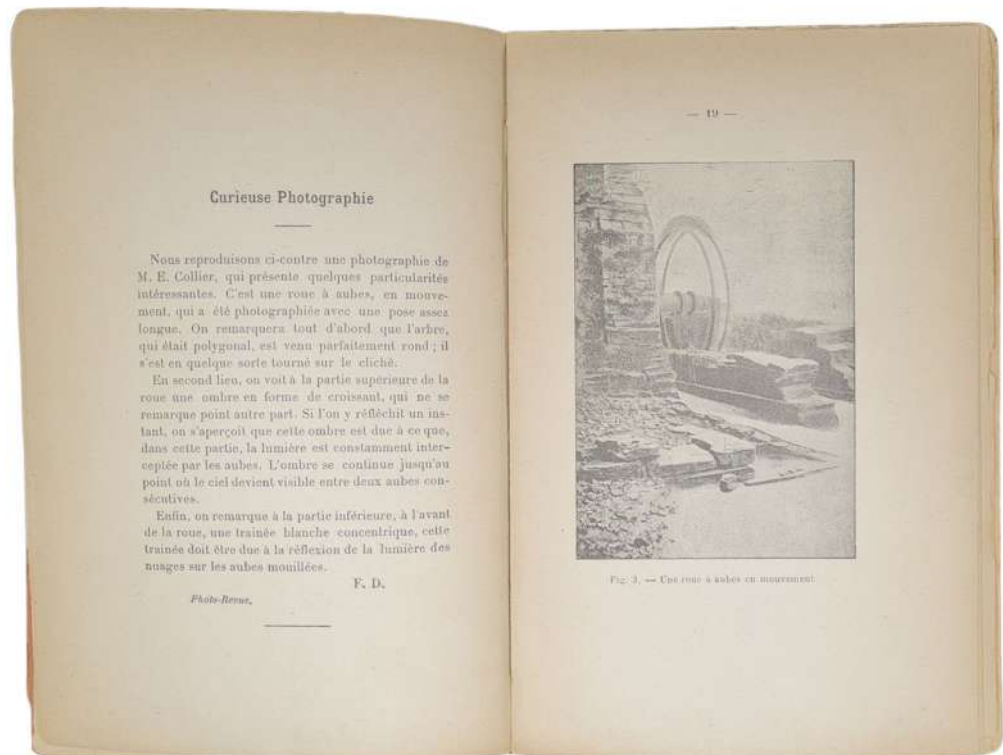 Curieuse Photographie
Nous reproduisons ci-contre une photographie de
M. E. Collier, qui présente quelques particularités
intéressantes. C'est une roue à aubes, en mouve-
ment, qui a été photographiée avec une pose assez
longue. On remarquera tout d'abord que l'arbre,
qui était polygonal, est venu parfaitement rond ; il
s'est en quelque sorte tourné sur le cliché.
En second lieu, on voit à la partie supérieure de la
roue une ombre en forme de croissant, qui ne se
remarque point autre part. Si l'on y réfléchit un ins-
tant, on s'aperçoit que cette ombre est due à ce que,
dans cette partie, la lumière est constamment inter-
ceptée par les aubes. L'ombre se continue jusqu'au
point où le ciel devient visible entre deux aubes con-
sécutives.
Enfin, on remarque à la partie inférieure, à l'avant
de la roue, une trainée blanche concentrique, cette
trainée doit être due à la réflexion de la lumière des
nuages sur les aubes mouillées.
F. D.
Photo-Revue.
— 19 —
Fig. 3. — Une roue à aubes en mouvement